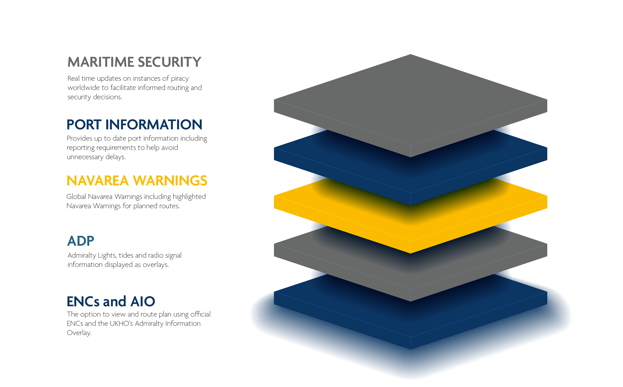 MARITIME SECURITY
Real time updates on instances of piracy
worldwide to facilitate informed routing and
security decisions.
PORT INFORMATION
Provides up to date port information including
reporting requirements to help avoid
unnecessary delays.
NAVAREA WARNINGS
Global Navarea Warnings including highlighted
Navarea Warnings for planned routes.
ADP
Admiralty Lights, tides and radio signal
information displayed as overlays.
ENCs and AIO
The option to view and route plan using official
ENCs and the UKHO's Admiralty Information
Overlay.